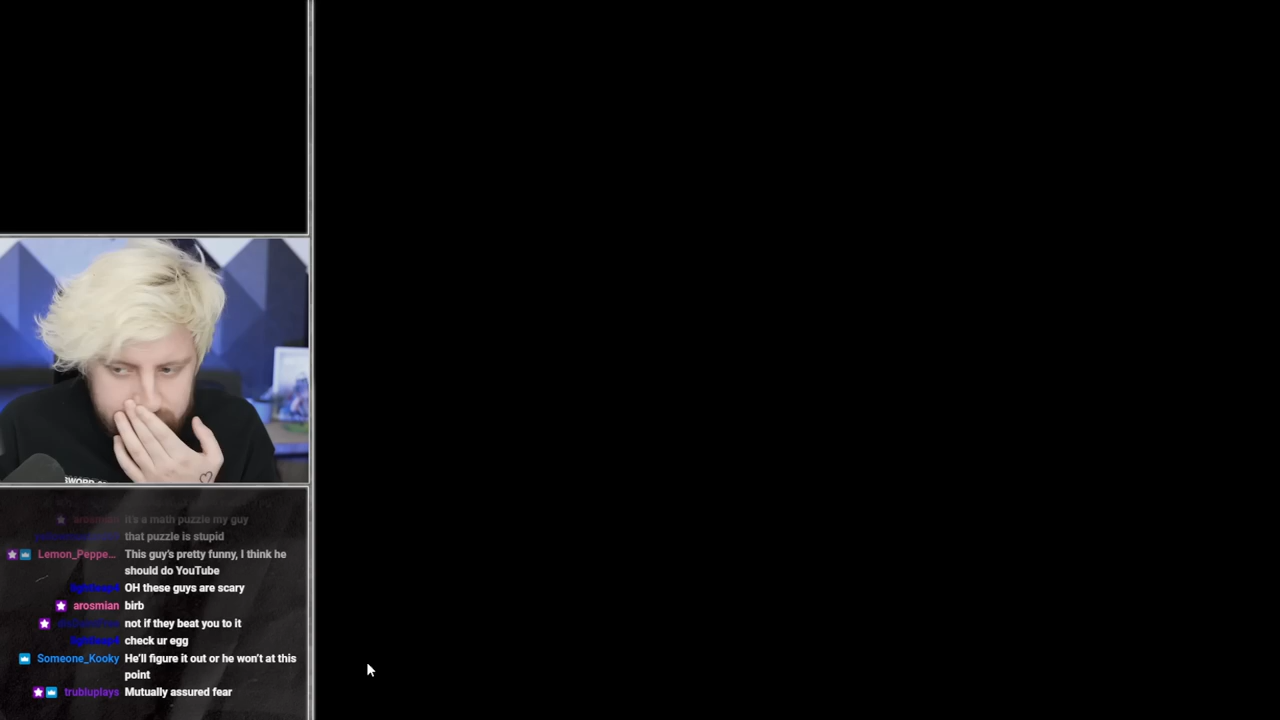 SWORD
arosmian it's a math puzzle my guy
that puzzle is stupid
Lemon_Peppe... This guy's pretty funny, I think he
should do YouTube
OH these guys are scary
arosmian birb
not if they beat you to it
check ur egg
Someone_Kooky He'll figure it out or he won't at this
point
trubluplays Mutually assured fear